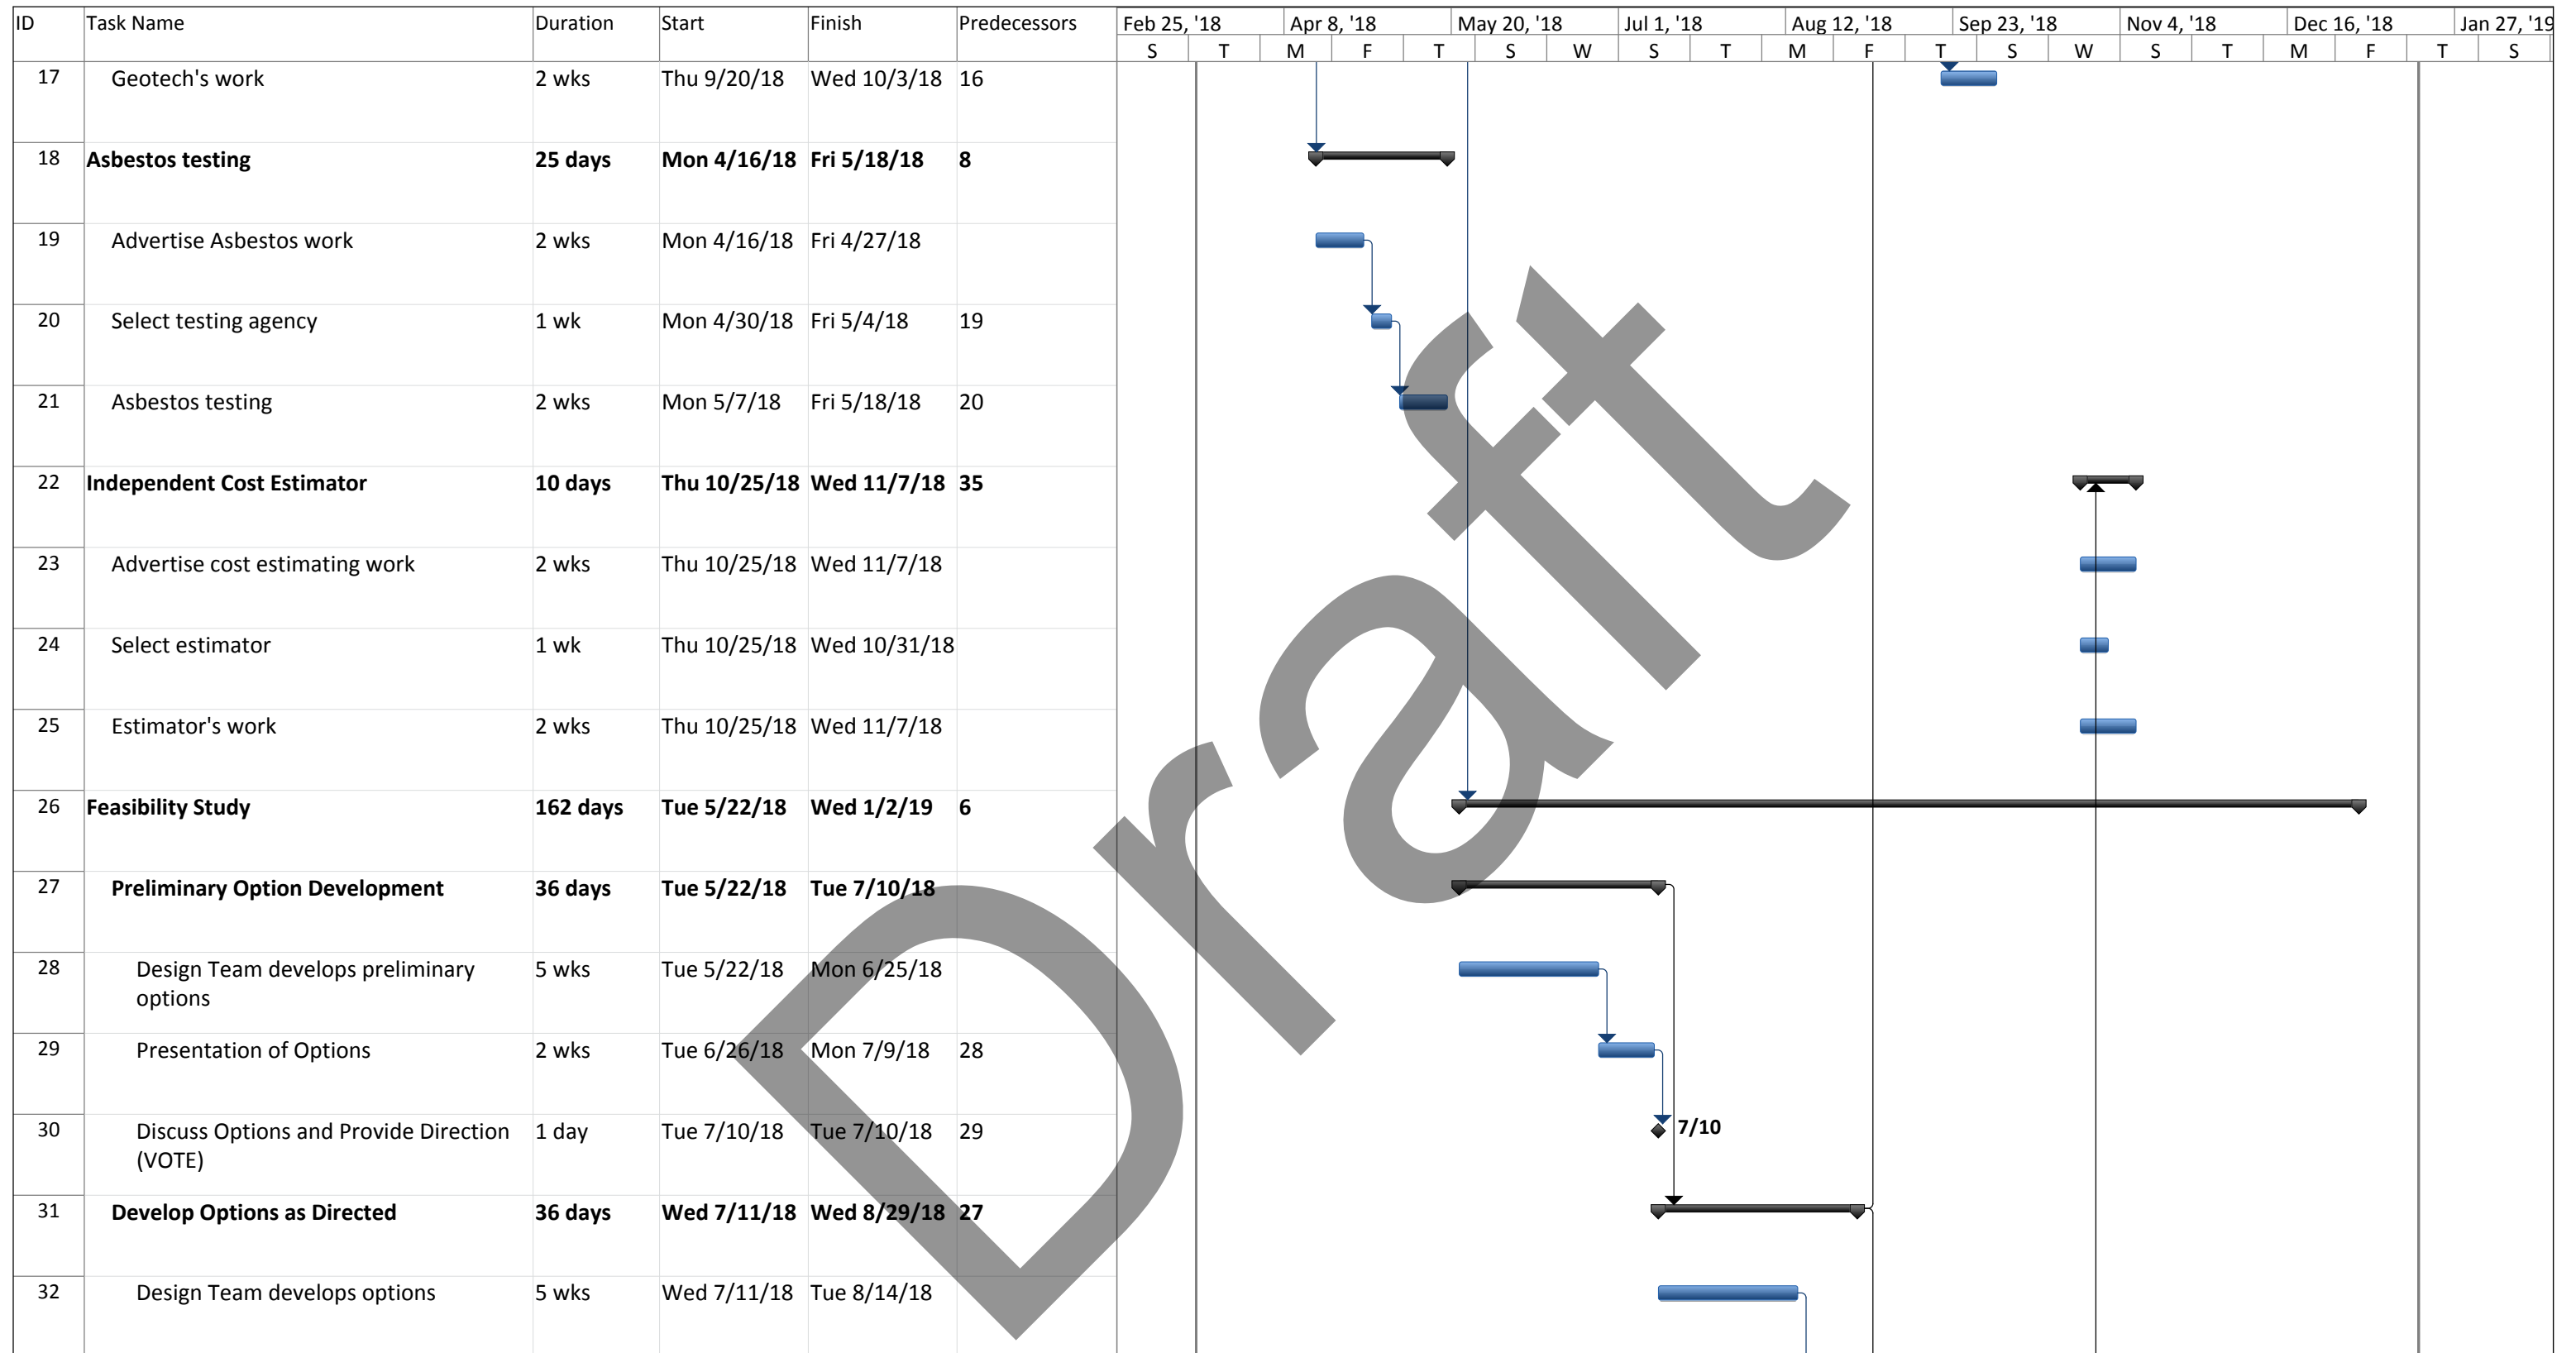 ID Task Name Duration Start Finish Predecessors Feb 25, '18 Apr 8, '18 May 20, '18 Jul 1, '18 Aug 12, '18 Sep 23, '18 Nov 4, '18 Dec 16, '18 Jan 27, '19
S T M F T S W S T M F T S W S T M F T S
17 Geotech's work 2 wks Thu 9/20/18 Wed 10/3/18 16
18 Asbestos testing 25 days Mon 4/16/18 Fri 5/18/18 8
19 Advertise Asbestos work 2 wks Mon 4/16/18 Fri 4/27/18
20 Select testing agency 1 wk Mon 4/30/18 Fri 5/4/18 19
21 Asbestos testing 2 wks Mon 5/7/18 Fri 5/18/18 20
22 Independent Cost Estimator 10 days Thu 10/25/18 Wed 11/7/18 35
23 Advertise cost estimating work 2 wks Thu 10/25/18 Wed 11/7/18
24 Select estimator 1 wk Thu 10/25/18 Wed 10/31/18
25 Estimator's work 2 wks Thu 10/25/18 Wed 11/7/18
26 Feasibility Study 162 days Tue 5/22/18 Wed 1/2/19 6
27 Preliminary Option Development 36 days Tue 5/22/18 Tue 7/10/18
28 Design Team develops preliminary 5 wks Tue 5/22/18 Mon 6/25/18
options
29 Presentation of Options 2 wks Tue 6/26/18 Mon 7/9/18 28
30 Discuss Options and Provide Direction 1 day Tue 7/10/18 Tue 7/10/18 29 7/10
(VOTE)
31 Develop Options as Directed 36 days Wed 7/11/18 Wed 8/29/18 27
32 Design Team develops options 5 wks Wed 7/11/18 Tue 8/14/18
Draft